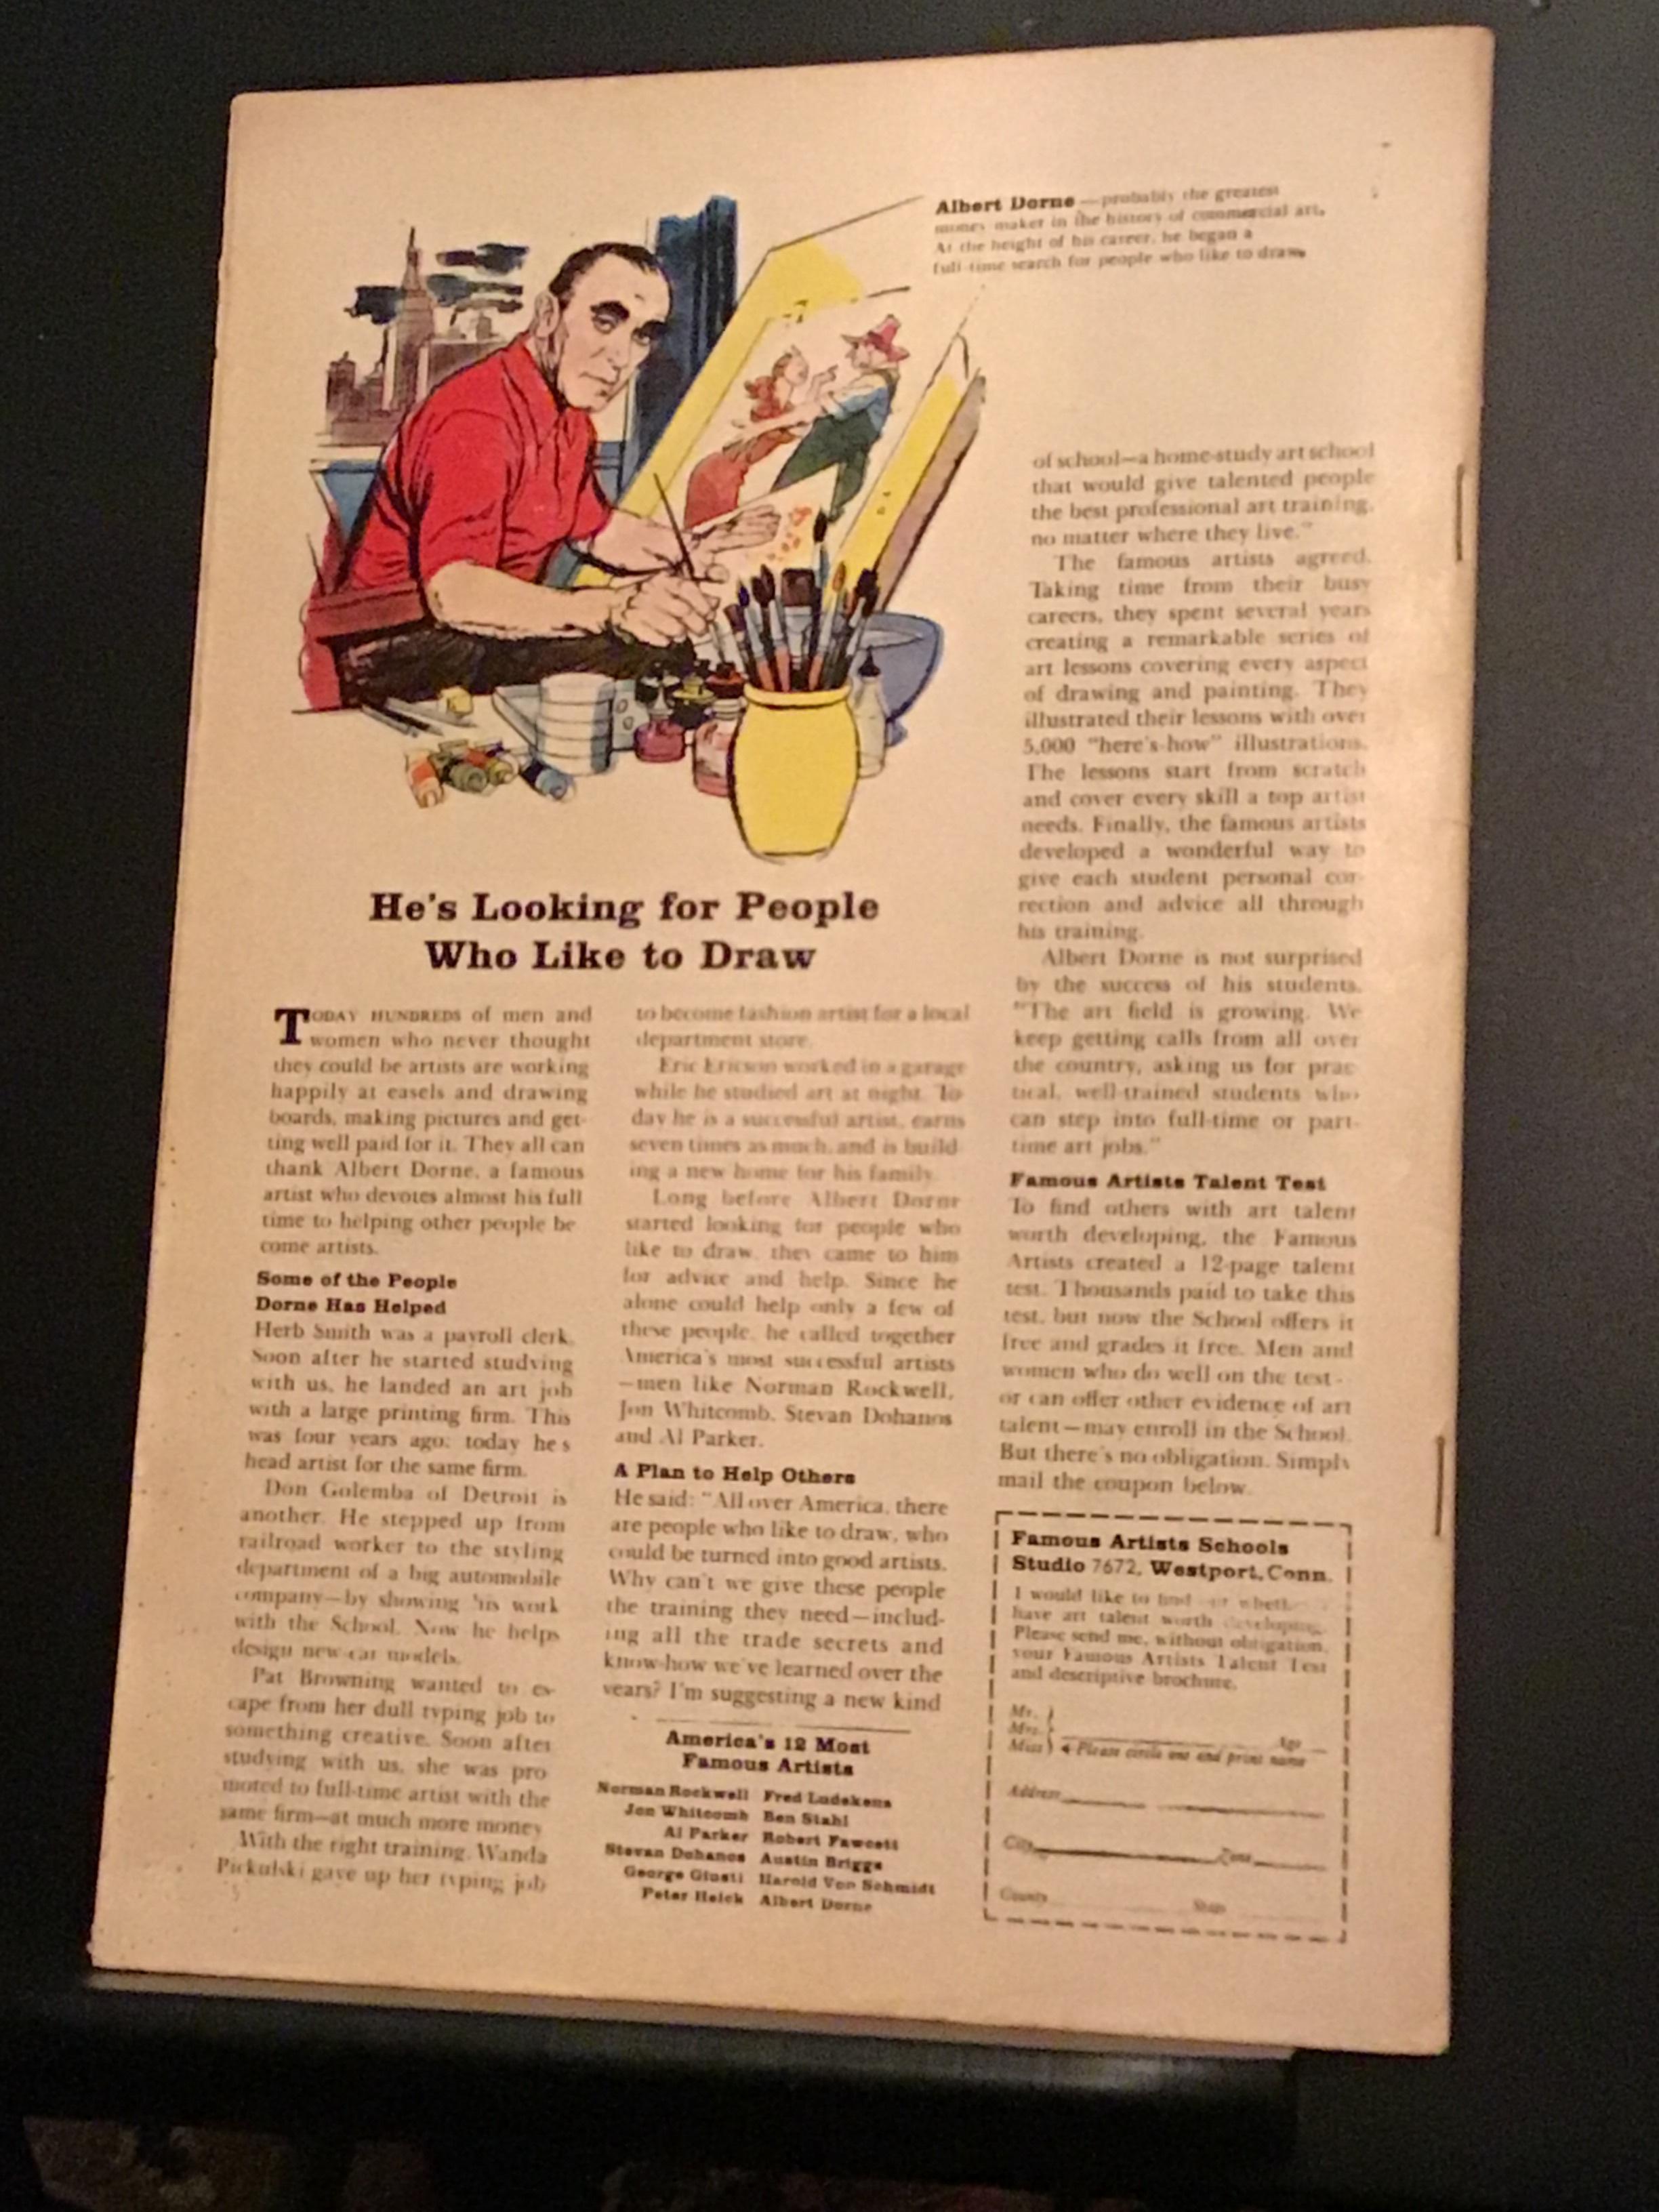 Albert Dorne—probably the greatest
money maker in the history of commercial art.
At the height of his career, he began a
full-time search for people who like to draw.
He's Looking for People
Who Like to Draw
TODAY HUNDREDS of men and
women who never thought
they could be artists are working
happily at easels and drawing
boards, making pictures and get-
ting well paid for it. They all can
thank Albert Dorne, a famous
artist who devotes almost his full
time to helping other people be
come artists.
Some of the People
Dorne Has Helped
Herb Smith was a payroll clerk.
Soon after he started studying
with us, he landed an art job
with a large printing firm. This
was four years ago; today he's
head artist for the same firm.
Don Golemba of Detroit is
another. He stepped up from
railroad worker to the styling
department of a big automobile
company—by showing his work
with the School. Now he helps
design new-car models.
Pat Browning wanted to es-
cape from her dull typing job to
something creative. Soon after
studying with us, she was pro
moted to full-time artist with the
same firm—at much more money
With the right training, Wanda
Pickulski gave up her typing job
to become fashion artist for a local
department store.
Eric Ericson worked in a garage
while he studied art at night. To
day he is a successful artist, earns
seven times as much, and is build
ing a new home for his family.
Long before Albert Dorne
started looking for people who
like to draw, they came to him
for advice and help. Since he
alone could help only a few of
these people, he called together
America's most successful artists
—men like Norman Rockwell,
Jon Whitcomb, Stevan Dohanos
and Al Parker.
A Plan to Help Others
He said: "All over America, there
are people who like to draw, who
could be turned into good artists.
Why can't we give these people
the training they need—includ-
ing all the trade secrets and
know-how we've learned over the
years? I'm suggesting a new kind
America's 12 Most
Famous Artists
Norman Rockwell Fred Ludekens
Jon Whitcomb Ben Stahl
Al Parker Robert Fawcett
Stevan Dohanos Austin Briggs
George Giusti Harold Von Schmidt
Peter Helck Albert Dorne
of school—a home-study art school
that would give talented people
the best professional art training,
no matter where they live."
The famous artists agreed.
Taking time from their busy
careers, they spent several years
creating a remarkable series of
art lessons covering every aspect
of drawing and painting. They
illustrated their lessons with over
5,000 "here's-how" illustrations.
The lessons start from scratch
and cover every skill a top artist
needs. Finally, the famous artists
developed a wonderful way to
give each student personal cor-
rection and advice all through
his training.
Albert Dorne is not surprised
by the success of his students.
"The art field is growing. We
keep getting calls from all over
the country, asking us for prac
tical, well-trained students who
can step into full-time or part-
time art jobs."
Famous Artists Talent Test
To find others with art talent
worth developing, the Famous
Artists created a 12-page talent
test. Thousands paid to take this
test, but now the School offers it
free and grades it free. Men and
women who do well on the test-
or can offer other evidence of art
talent—may enroll in the School.
But there's no obligation. Simply
mail the coupon below.
Famous Artists Schools
Studio 7672, Westport, Conn.
I would like to find
have art talent worth developing.
Please send me, without obligation,
your Famous Artists Talent Test
and descriptive brochure.
Mr.
Mrs. Age
Miss Please circle one and print name
Address
City Zone
County State